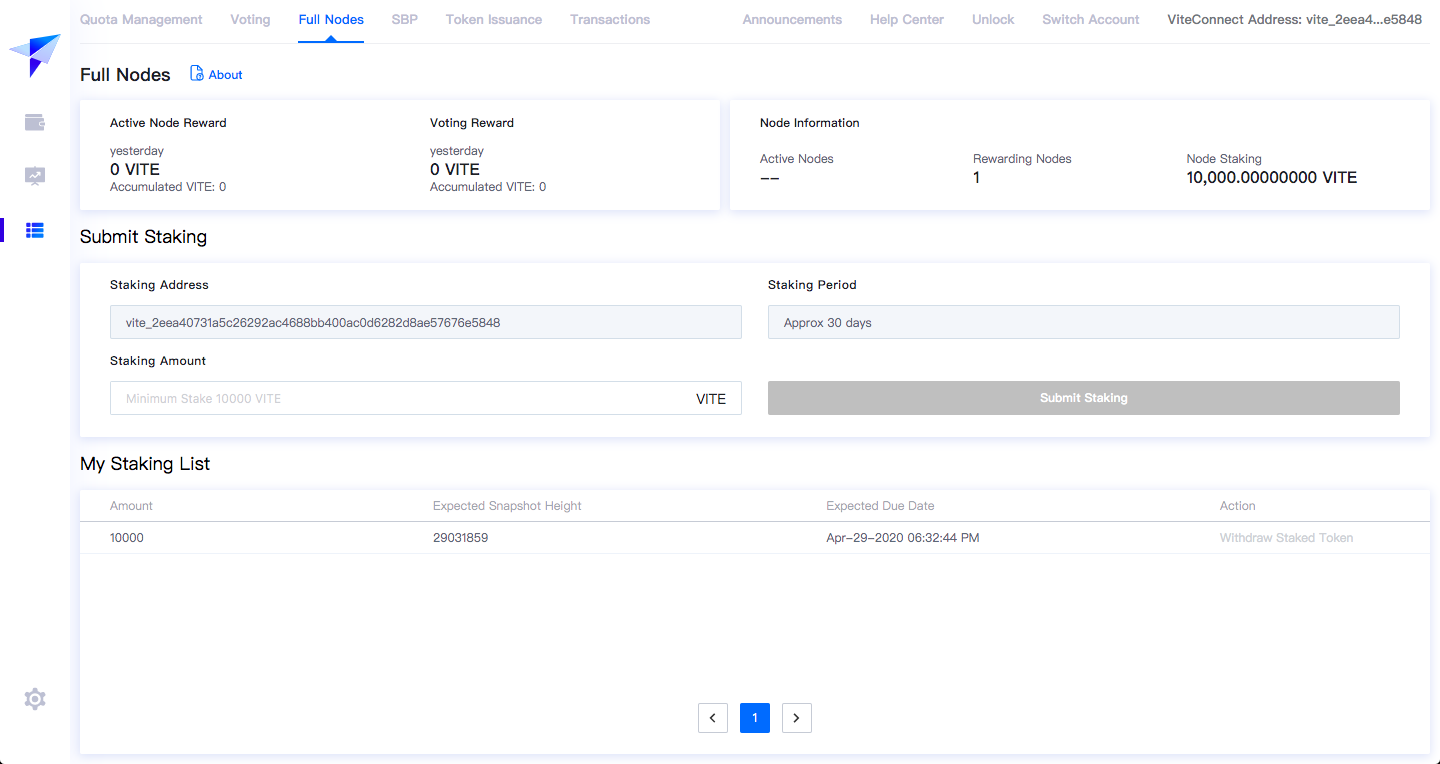 Quota Management Voting Full Nodes SBP Token Issuance Transactions Announcements Help Center Unlock Switch Account ViteConnect Address: vite_2eea4...e5848
Full Nodes About
Active Node Reward Voting Reward Node Information
yesterday yesterday Active Nodes Rewarding Nodes Node Staking
0 VITE 0 VITE -- 1 10,000.00000000 VITE
Accumulated VITE: 0 Accumulated VITE: 0
Submit Staking
Staking Address Staking Period
vite_2eea40731a5c26292ac4688bb400ac0d6282d8ae57676e5848 Approx 30 days
Staking Amount
Minimum Stake 10000 VITE VITE Submit Staking
My Staking List
Amount Expected Snapshot Height Expected Due Date Action
10000 29031859 Apr-29-2020 06:32:44 PM Withdraw Staked Token
1